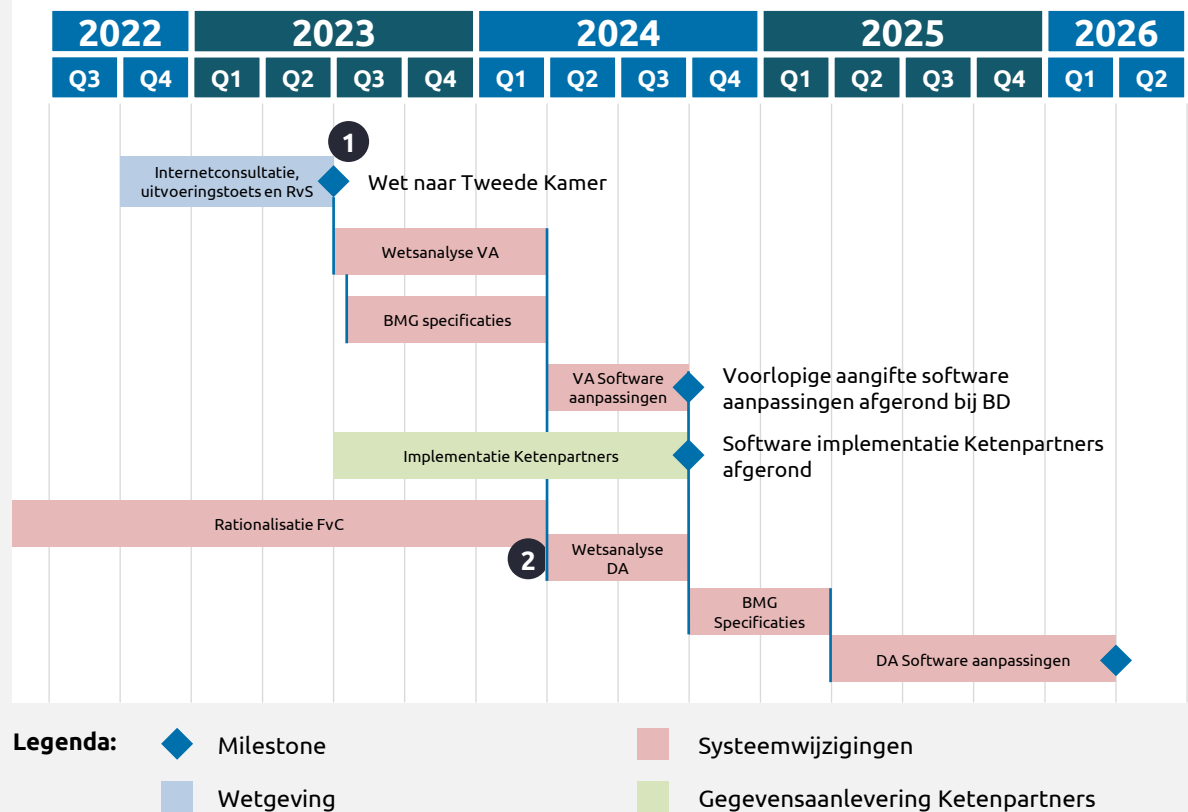 2022 2023 2024 2025 2026
Q3 Q4 Q1 Q2 Q3 Q4 Q1 Q2 Q3 Q4 Q1 Q2 Q3 Q4 Q1 Q2
1
Internetconsultatie,
uitvoeringstoets en RvS
Wet naar Tweede Kamer
Wetsanalyse VA
BMG specificaties
VA Software
aanpassingen
Voorlopige aangifte software
aanpassingen afgerond bij BD
Implementatie Ketenpartners
Software implementatie Ketenpartners
afgerond
Rationalisatie FvC
2
Wetsanalyse
DA
BMG
Specificaties
DA Software aanpassingen
Legenda:
Milestone
Systeemwijzigingen
Wetgeving
Gegevensaanlevering Ketenpartners